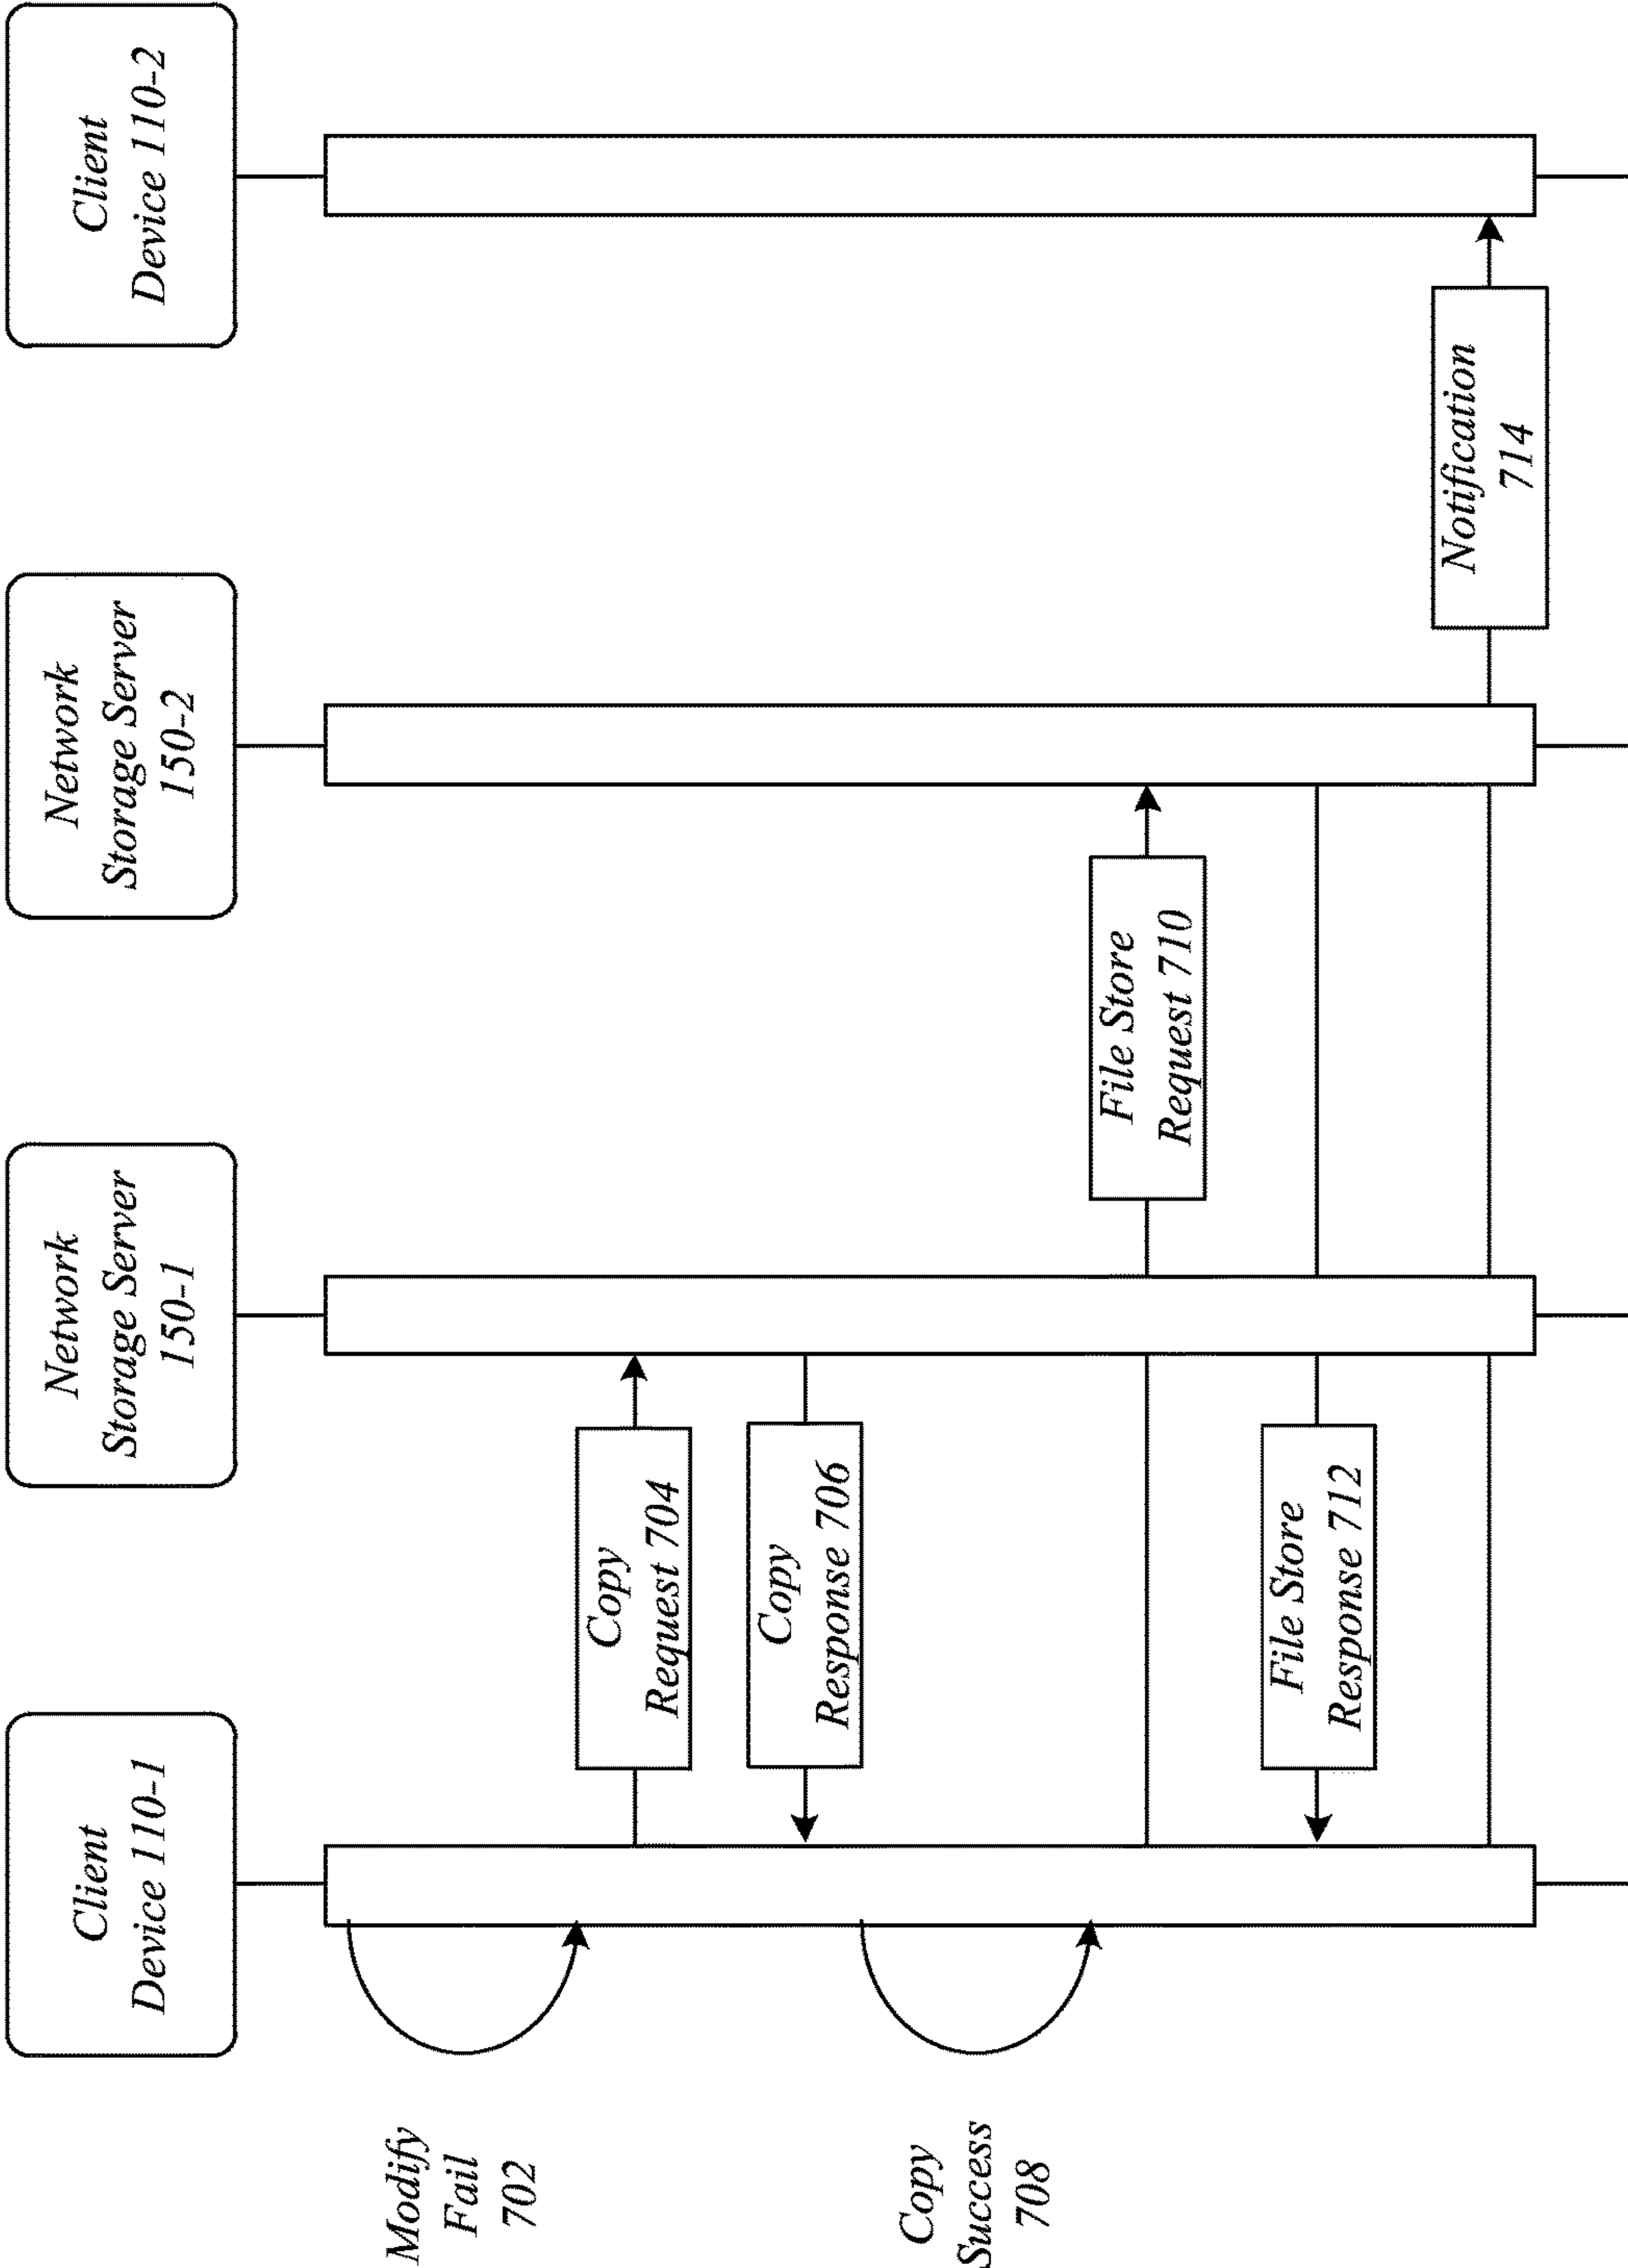 Client
Device 110-1
Network
Storage Server
150-1
Network
Storage Server
150-2
Client
Device 110-2
Modify
Fail
702
Copy
Request 704
Copy
Response 706
Copy
Success
708
File Store
Request 710
File Store
Response 712
Notification
714